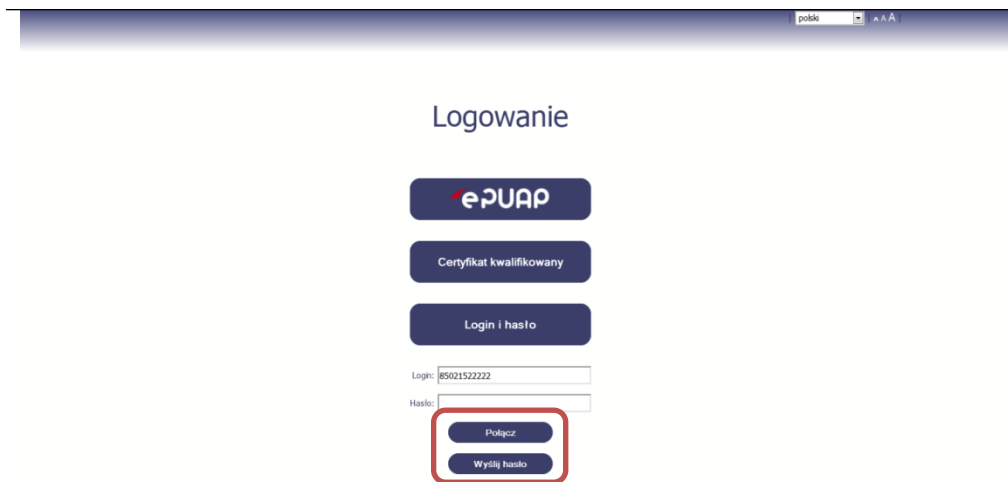 polski A A A
Logowanie
ePUAP
Certyfikat kwalifikowany
Login i hasło
Login: 85021522222
Hasło:
Połącz
Wyślij hasło